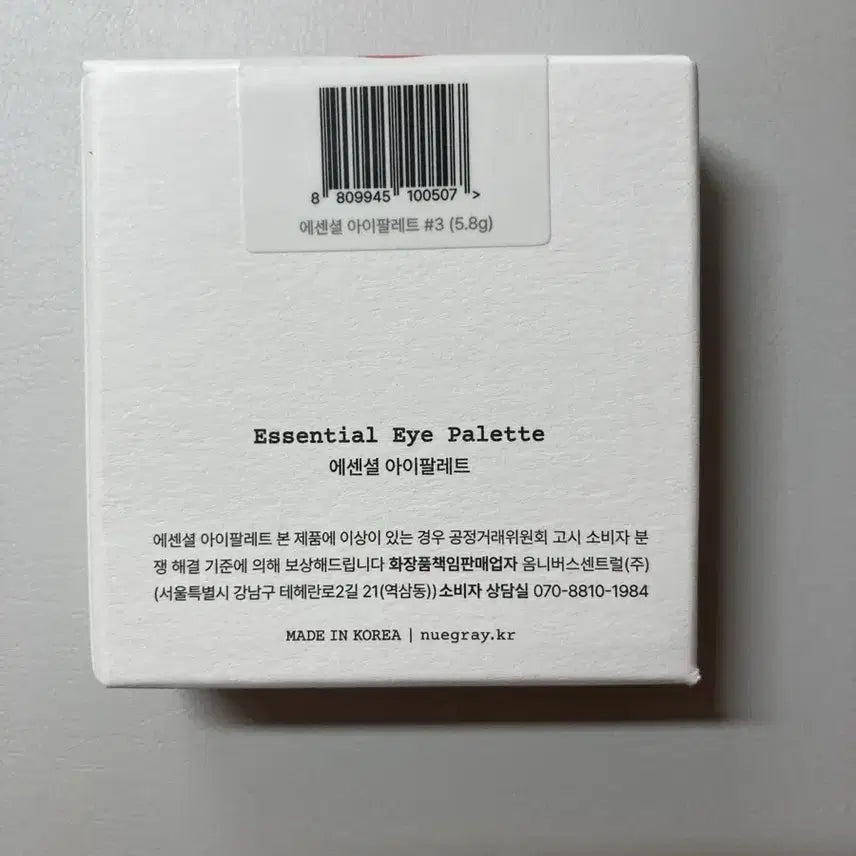 8 809945 100507 >
에센셜 아이팔레트 #3 (5.8g)
Essential Eye Palette
에센셜 아이팔레트
에센셜 아이팔레트 본 제품에 이상이 있는 경우 공정거래위원회 고시 소비자 분
쟁 해결 기준에 의해 보상해드립니다 화장품책임판매업자 옴니버스센트럴(주)
(서울특별시 강남구 테헤란로2길 21(역삼동)) 소비자 상담실 070-8810-1984
MADE IN KOREA | nuegray.kr